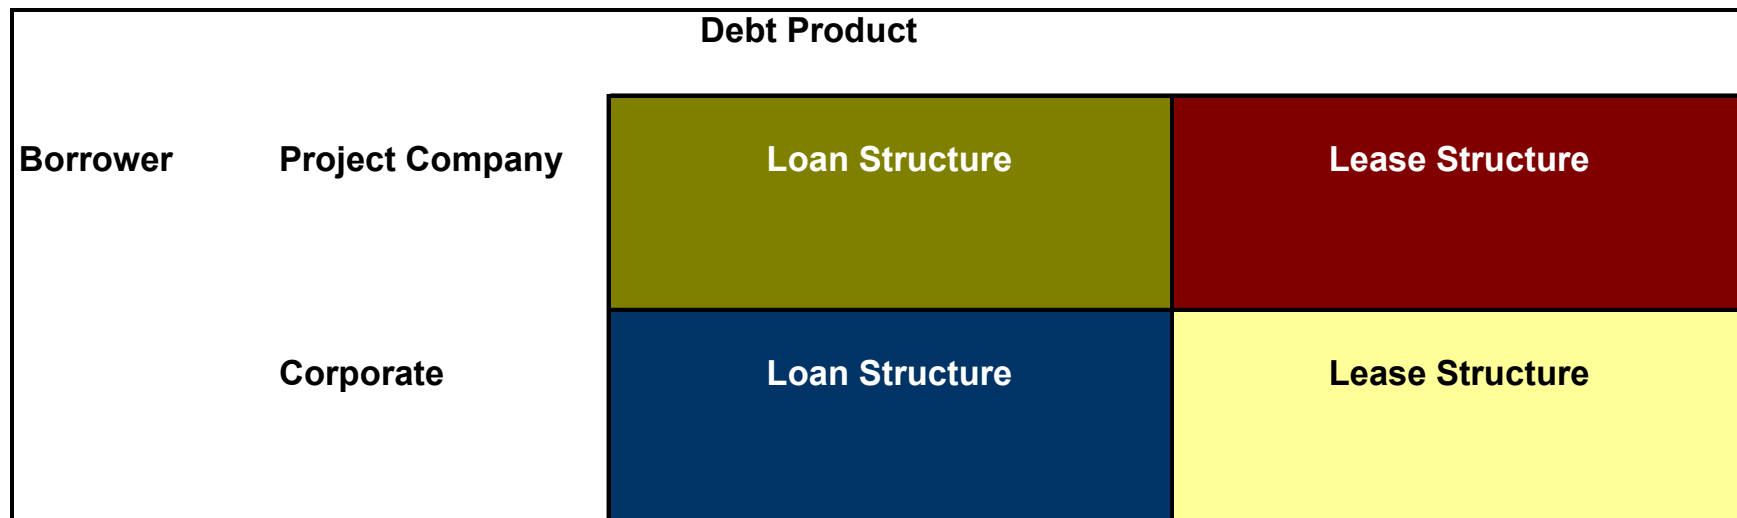 Debt Product
Borrower Project Company Loan Structure Lease Structure
Corporate Loan Structure Lease Structure